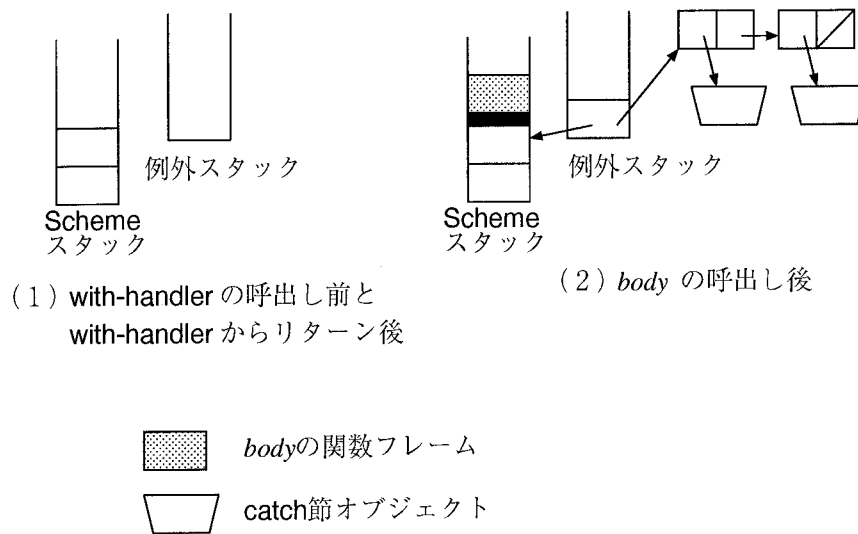 例外スタック
Scheme
スタック
例外スタック
Scheme
スタック
(1) with-handler の呼出し前と
with-handler からリターン後
(2) body の呼出し後
bodyの関数フレーム
catch節オブジェクト